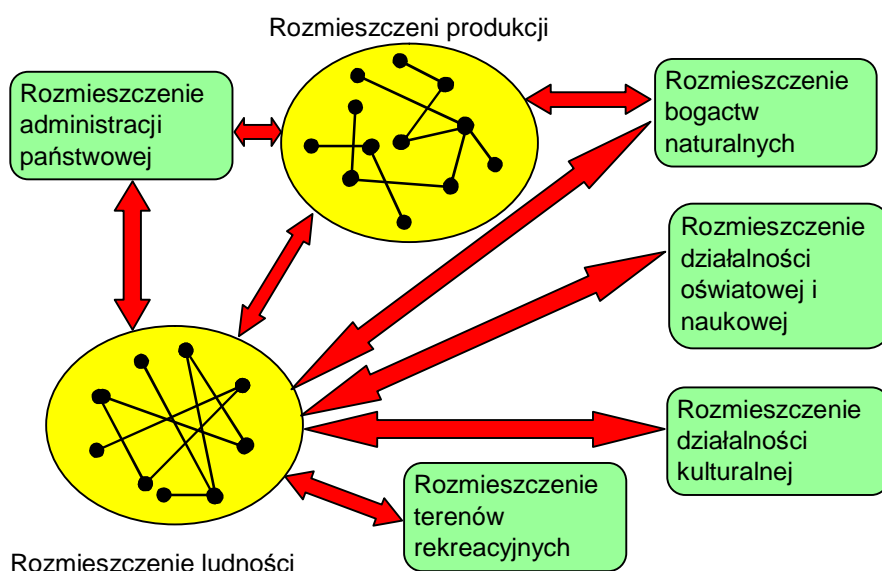 Rozmieszczeni produkcji
Rozmieszczenie
administracji
państwowej
Rozmieszczenie
bogactw
naturalnych
Rozmieszczenie
działalności
oświatowej i
naukowej
Rozmieszczenie
działalności
kulturalnej
Rozmieszczenie
terenów
rekreacyjnych
Rozmieszczenie ludności